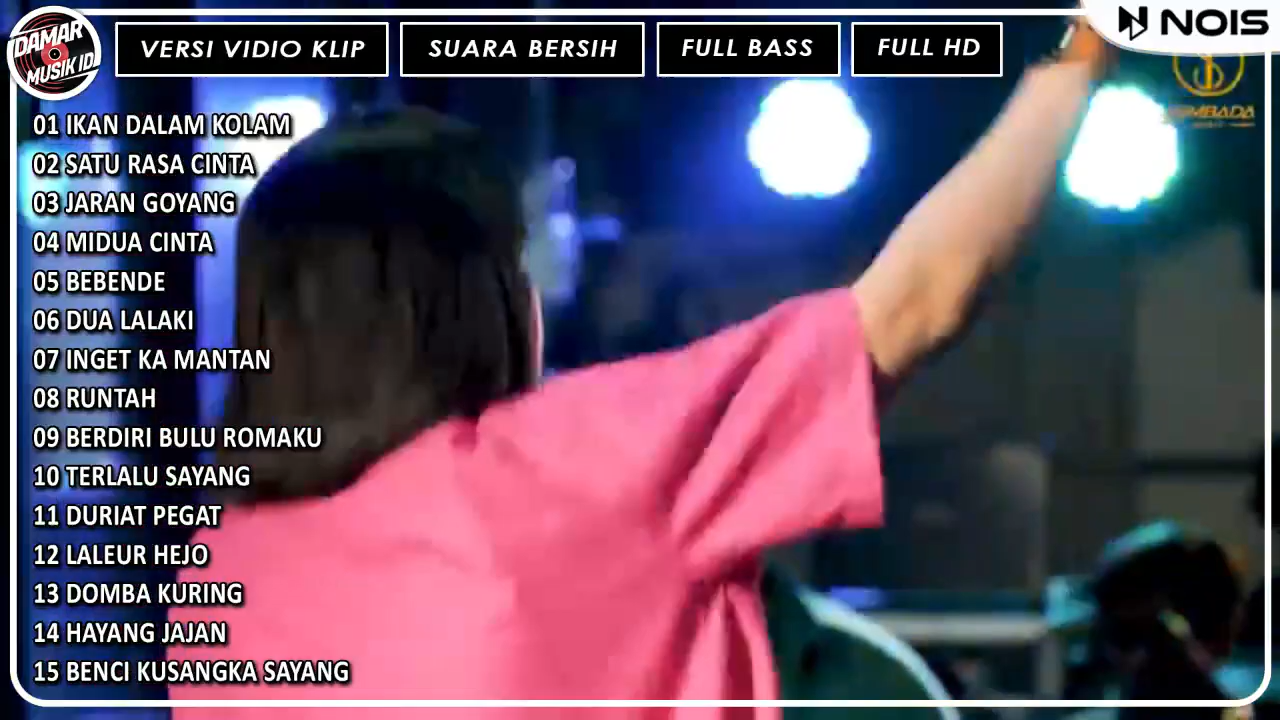 DAMAR
MUSIK ID
VERSI VIDIO KLIP
SUARA BERSIH
FULL BASS
FULL HD
NOIS
01 IKAN DALAM KOLAM
02 SATU RASA CINTA
03 JARAN GOYANG
04 MIDUA CINTA
05 BEBENDE
06 DUA LALAKI
07 INGET KA MANTAN
08 RUNTAH
09 BERDIRI BULU ROMAKU
10 TERLALU SAYANG
11 DURIAT PEGAT
12 LALEUR HEJO
13 DOMBA KURING
14 HAYANG JAJAN
15 BENCI KUSANGKA SAYANG